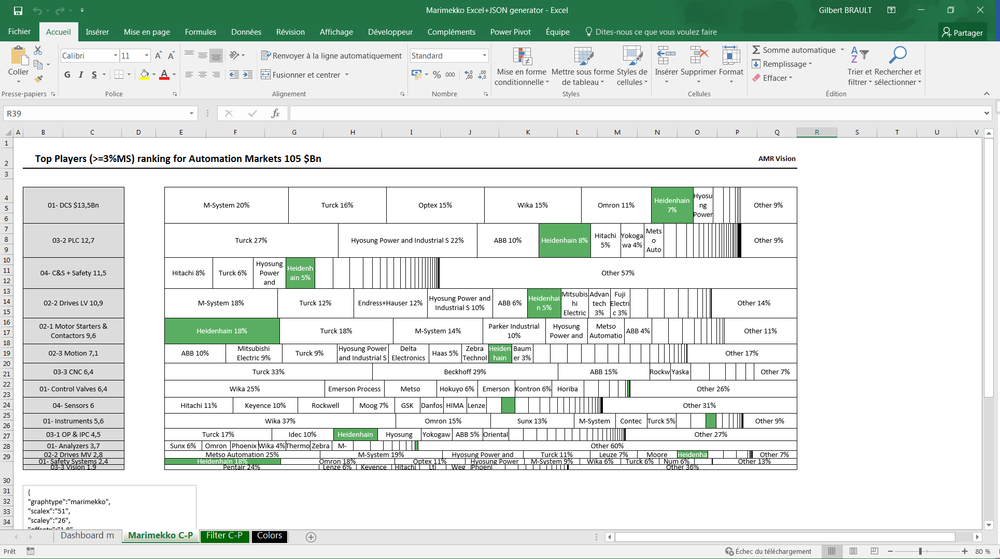 Marimekko Excel+JSON generator - Excel
Gilbert BRAULT
Fichier Accueil Insérer Mise en page Formules Données Révision Affichage Développeur Compléments Power Pivot Équipe Dites-nous ce que vous voulez faire Partager
Coller
Calibri 11
G I S
Renvoyer à la ligne automatiquement
Fusionner et centrer
Standard
% 000
Mise en forme conditionnelle
Mettre sous forme de tableau
Styles de cellules
Insérer Supprimer Format
Somme automatique
Remplissage
Effacer
Trier et filtrer
Rechercher et sélectionner
Presse-papiers Police Alignement Nombre Styles Cellules Édition
R39 fx
A B C D E F G H I J K L M N O P Q R S T U V
1
2
3
4
5
6
7
8
9
10
11
12
13
14
15
16
17
18
19
20
21
22
23
24
25
26
27
28
29
30
31
32
33
34
Top Players (>=3%MS) ranking for Automation Markets 105 $Bn AMR Vision
01- DCS $13,5Bn M-System 20% Turck 16% Optex 15% Wika 15% Omron 11% Heidenhain 7% Hyosung Power Other 9%
03-2 PLC 12,7 Turck 27% Hyosung Power and Industrial S 22% ABB 10% Heidenhain 8% Hitachi 5% Yokogawa 4% Metso Auto Other 9%
04- C&S + Safety 11,5 Hitachi 8% Turck 6% Hyosung Power and Heidenhain 5% Other 57%
02-2 Drives LV 10,9 M-System 18% Turck 12% Endress+Hauser 12% Hyosung Power and Industrial S 10% ABB 6% Heidenhain 5% Mitsubishi Electric Advantech 3% Fuji Electric 3% Other 14%
02-1 Motor Starters & Contactors 9,6 Heidenhain 18% Turck 18% M-System 14% Parker Industrial 10% Hyosung Power and Metso Automatio ABB 4% Other 11%
02-3 Motion 7,1 ABB 10% Mitsubishi Electric 9% Turck 9% Hyosung Power and Industrial S Delta Electronics Haas 5% Zebra Technol Heidenhain Baumer 3% Other 17%
03-3 CNC 6,4 Turck 33% Beckhoff 29% ABB 15% Rockw Yaska Other 7%
01- Control Valves 6,4 Wika 25% Emerson Process Metso Hokuyo 6% Emerson Kontron 6% Horiba Other 26%
04- Sensors 6 Hitachi 11% Keyence 10% Rockwell Moog 7% GSK Danfos HIMA Lenze Other 31%
01- Instruments 5,6 Wika 37% Omron 15% Sunx 13% M-System Contec Turck 5% Other 9%
03-1 OP & IPC 4,5 Turck 17% Idec 10% Heidenhain Hyosung Yokogaw ABB 5% Oriental Other 27%
01- Analyzers 3,7 Sunx 6% Omron Phoenix Wika 4% Thermo Zebra M- Other 60%
02-2 Drives MV 2,8 Metso Automation 25% M-System 19% Hyosung Power and Turck 11% Leuze 7% Moore Heidenha Other 7%
01- Safety Systems 2,4 Heidenhain 18% Omron 18% Optex 11% Hyosung Power M-System 9% Wika 6% Turck 6% Num 6% Other 13%
03-3 Vision 1,9 Pentair 24% Lenze 6% Keyence Hitachi Lti Weg Phoeni Other 36%
{
"graphtype":"marimekko",
"scalex":"51",
"scaley":"26",
"offsetx":"1,8"
Dashboard m Marimekko C-P Filter C-P Colors
Prêt Échec du téléchargement 80 %